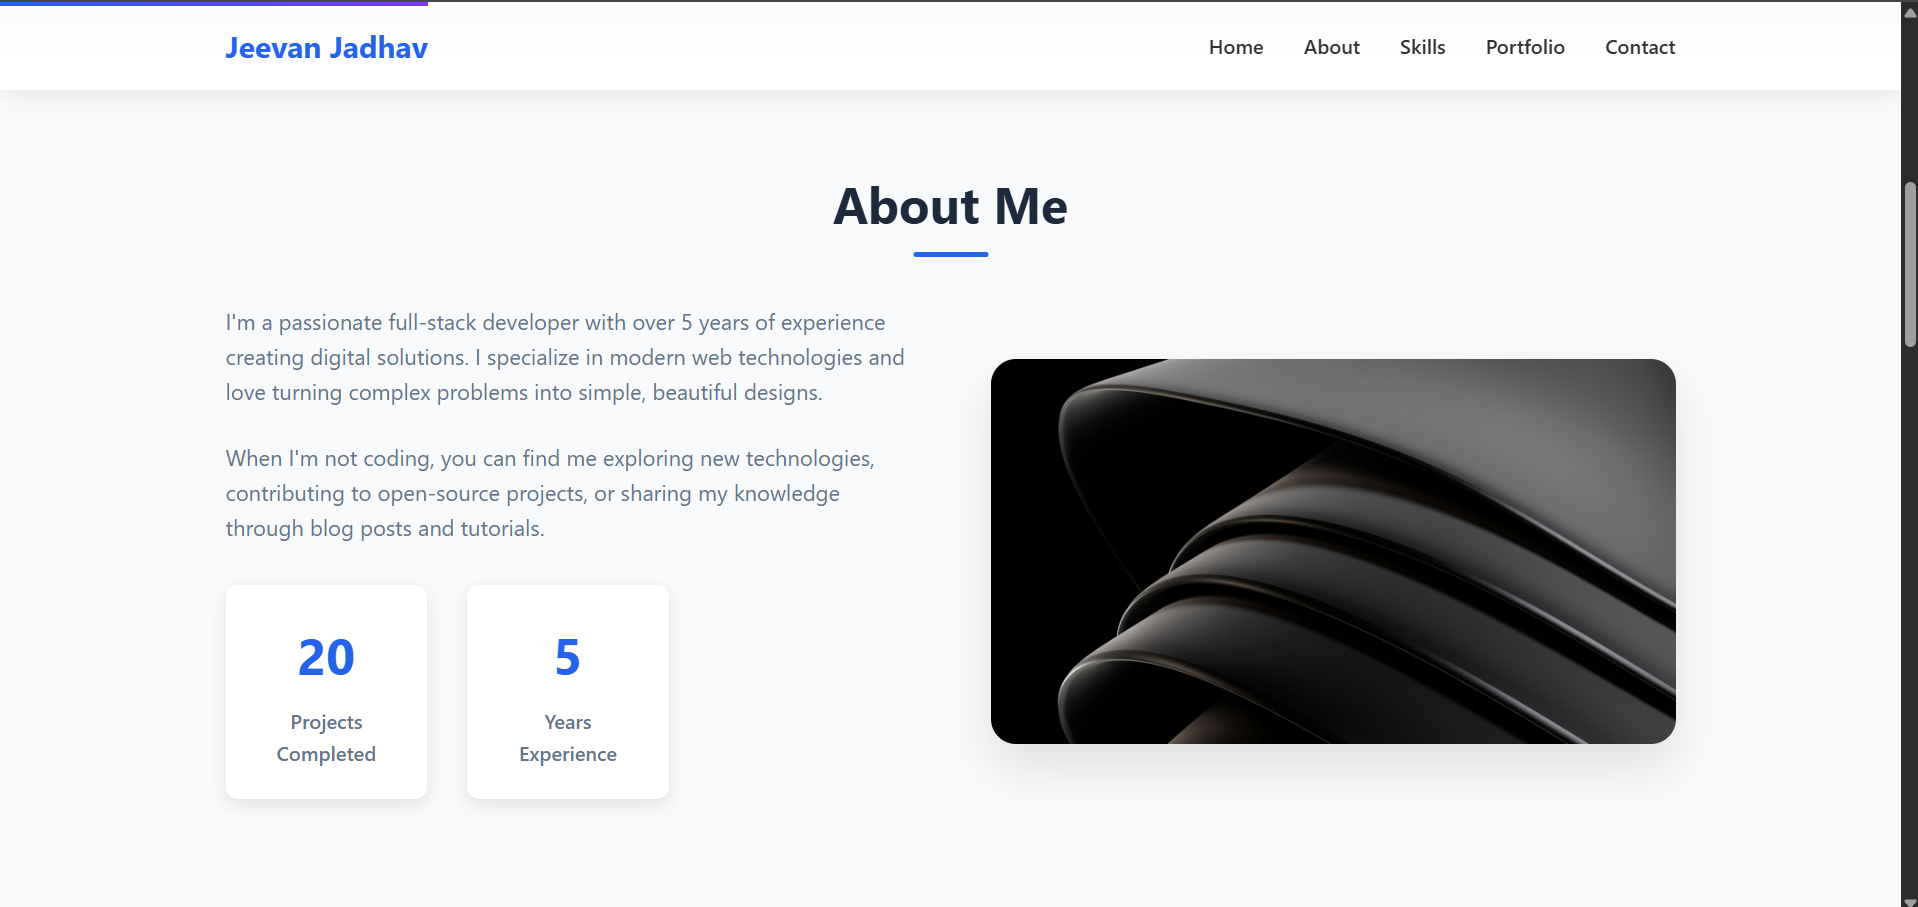 Jeevan Jadhav
Home
About
Skills
Portfolio
Contact
About Me
I'm a passionate full-stack developer with over 5 years of experience
creating digital solutions. I specialize in modern web technologies and
love turning complex problems into simple, beautiful designs.
When I'm not coding, you can find me exploring new technologies,
contributing to open-source projects, or sharing my knowledge
through blog posts and tutorials.
20
Projects
Completed
5
Years
Experience